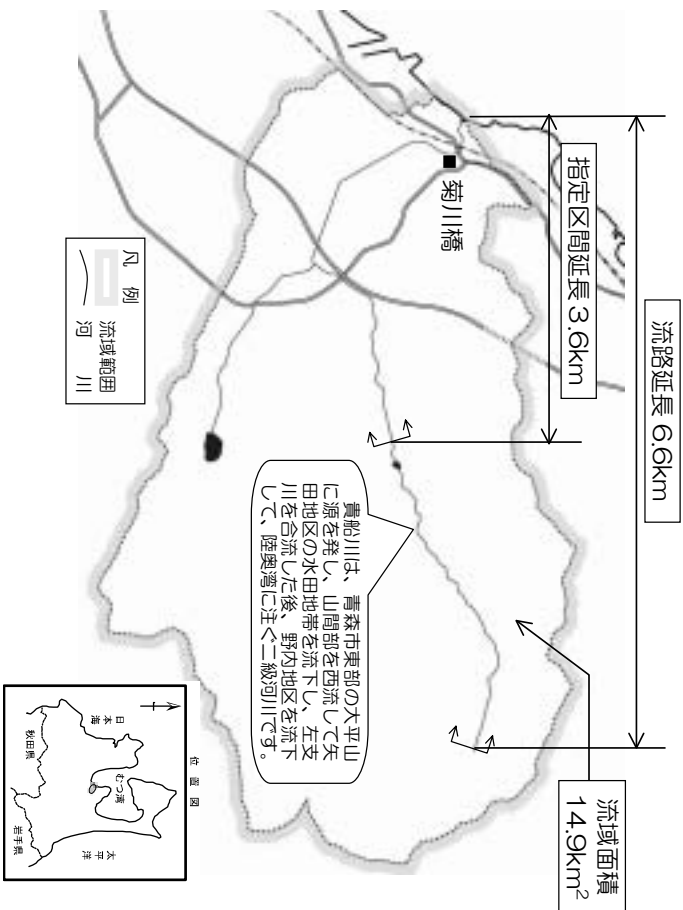 流路延長 6.6km
指定区間延長 3.6km
流域面積
14.9km²
菊川橋
貴船川は、青森市東部の大平山
に源を発し、山間部を西流して矢
田地区の水田地帯を流下し、左支
川を合流した後、野内地区を流下
して、陸奥湾に注ぐ二級河川です。
凡 例
流域範囲
河 川
位 置 図
日本海
むつ湾
太平洋
秋田県
岩手県